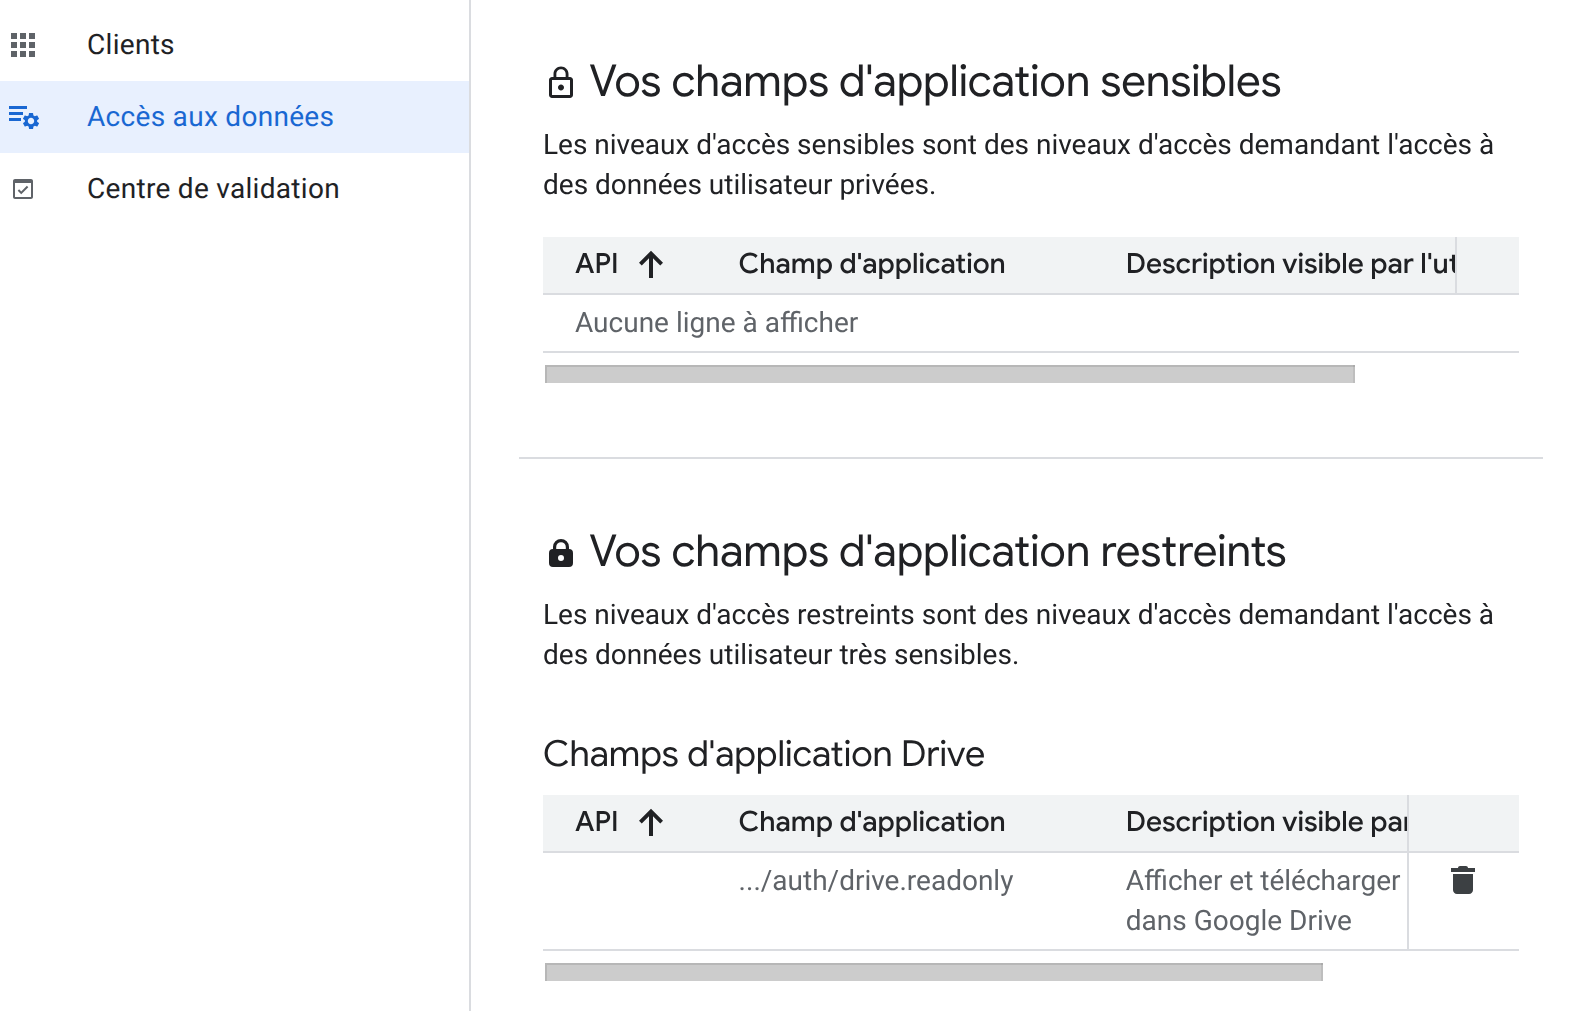 Clients
Accès aux données
Centre de validation
Vos champs d'application sensibles
Les niveaux d'accès sensibles sont des niveaux d'accès demandant l'accès à
des données utilisateur privées.
API Champ d'application Description visible par l'ut
Aucune ligne à afficher
Vos champs d'application restreints
Les niveaux d'accès restreints sont des niveaux d'accès demandant l'accès à
des données utilisateur très sensibles.
Champs d'application Drive
API Champ d'application Description visible par
.../auth/drive.readonly Afficher et télécharger
dans Google Drive